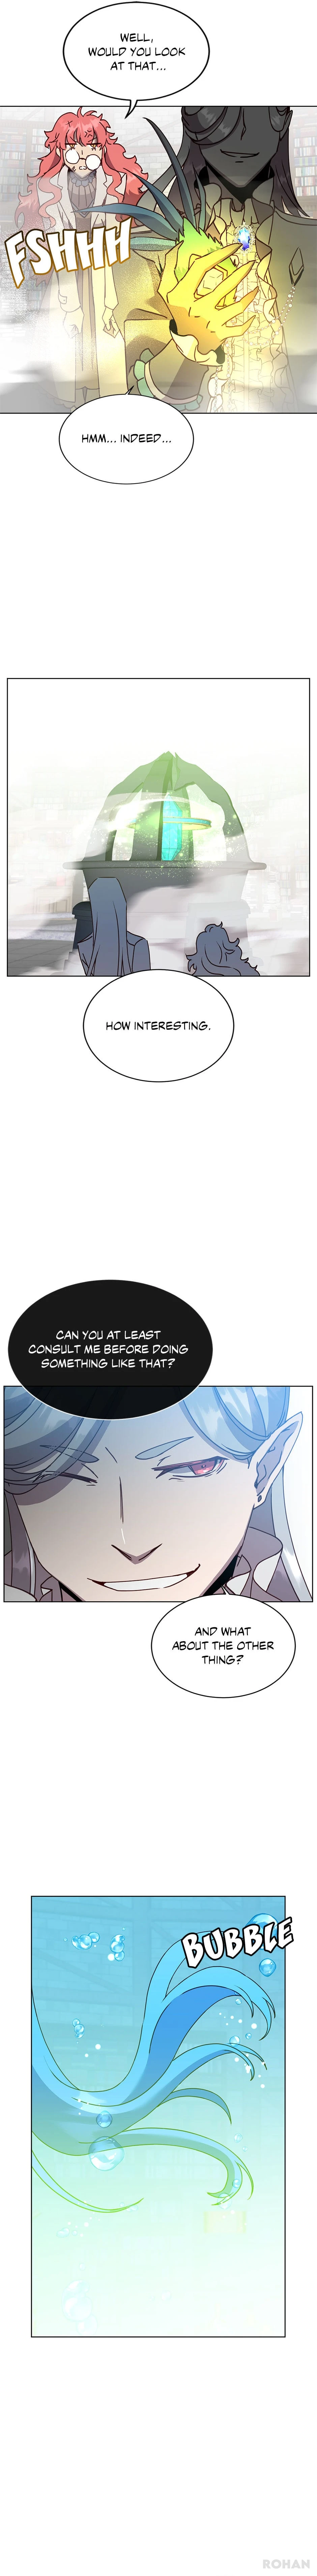 WELL,
WOULD YOU LOOK
AT THAT...
FSHHH
HMM... INDEED...
HOW INTERESTING.
CAN YOU AT LEAST
CONSULT ME BEFORE DOING
SOMETHING LIKE THAT?
AND WHAT
ABOUT THE OTHER
THING?
BUBBLE
ROHAN